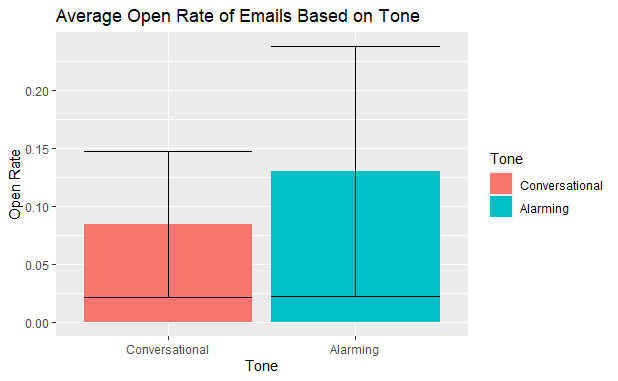 Average Open Rate of Emails Based on Tone
Open Rate
0.20
0.15
0.10
0.05
0.00
Conversational
Alarming
Tone
Tone
Conversational
Alarming